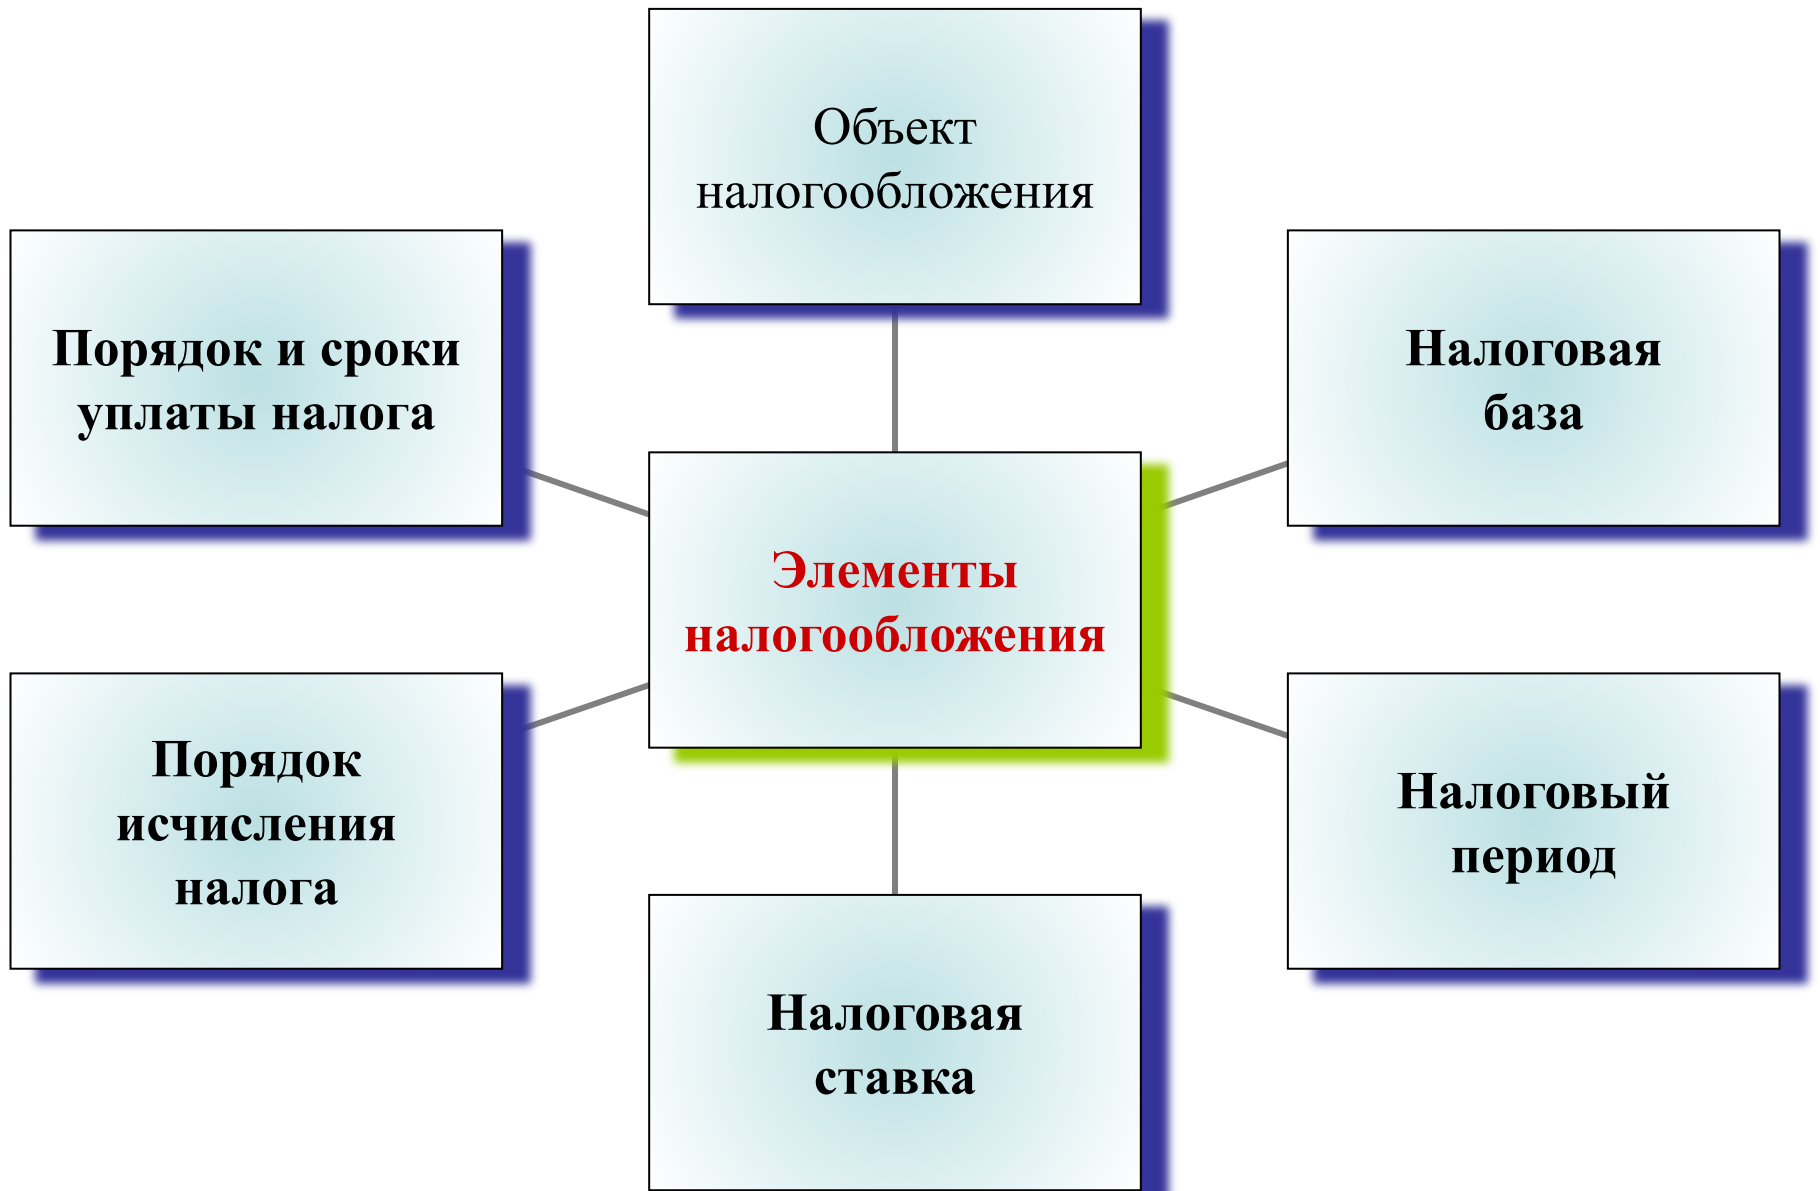 Объект
налогообложения
Порядок и сроки
уплаты налога
Налоговая
база
Элементы
налогообложения
Порядок
исчисления
налога
Налоговый
период
Налоговая
ставка